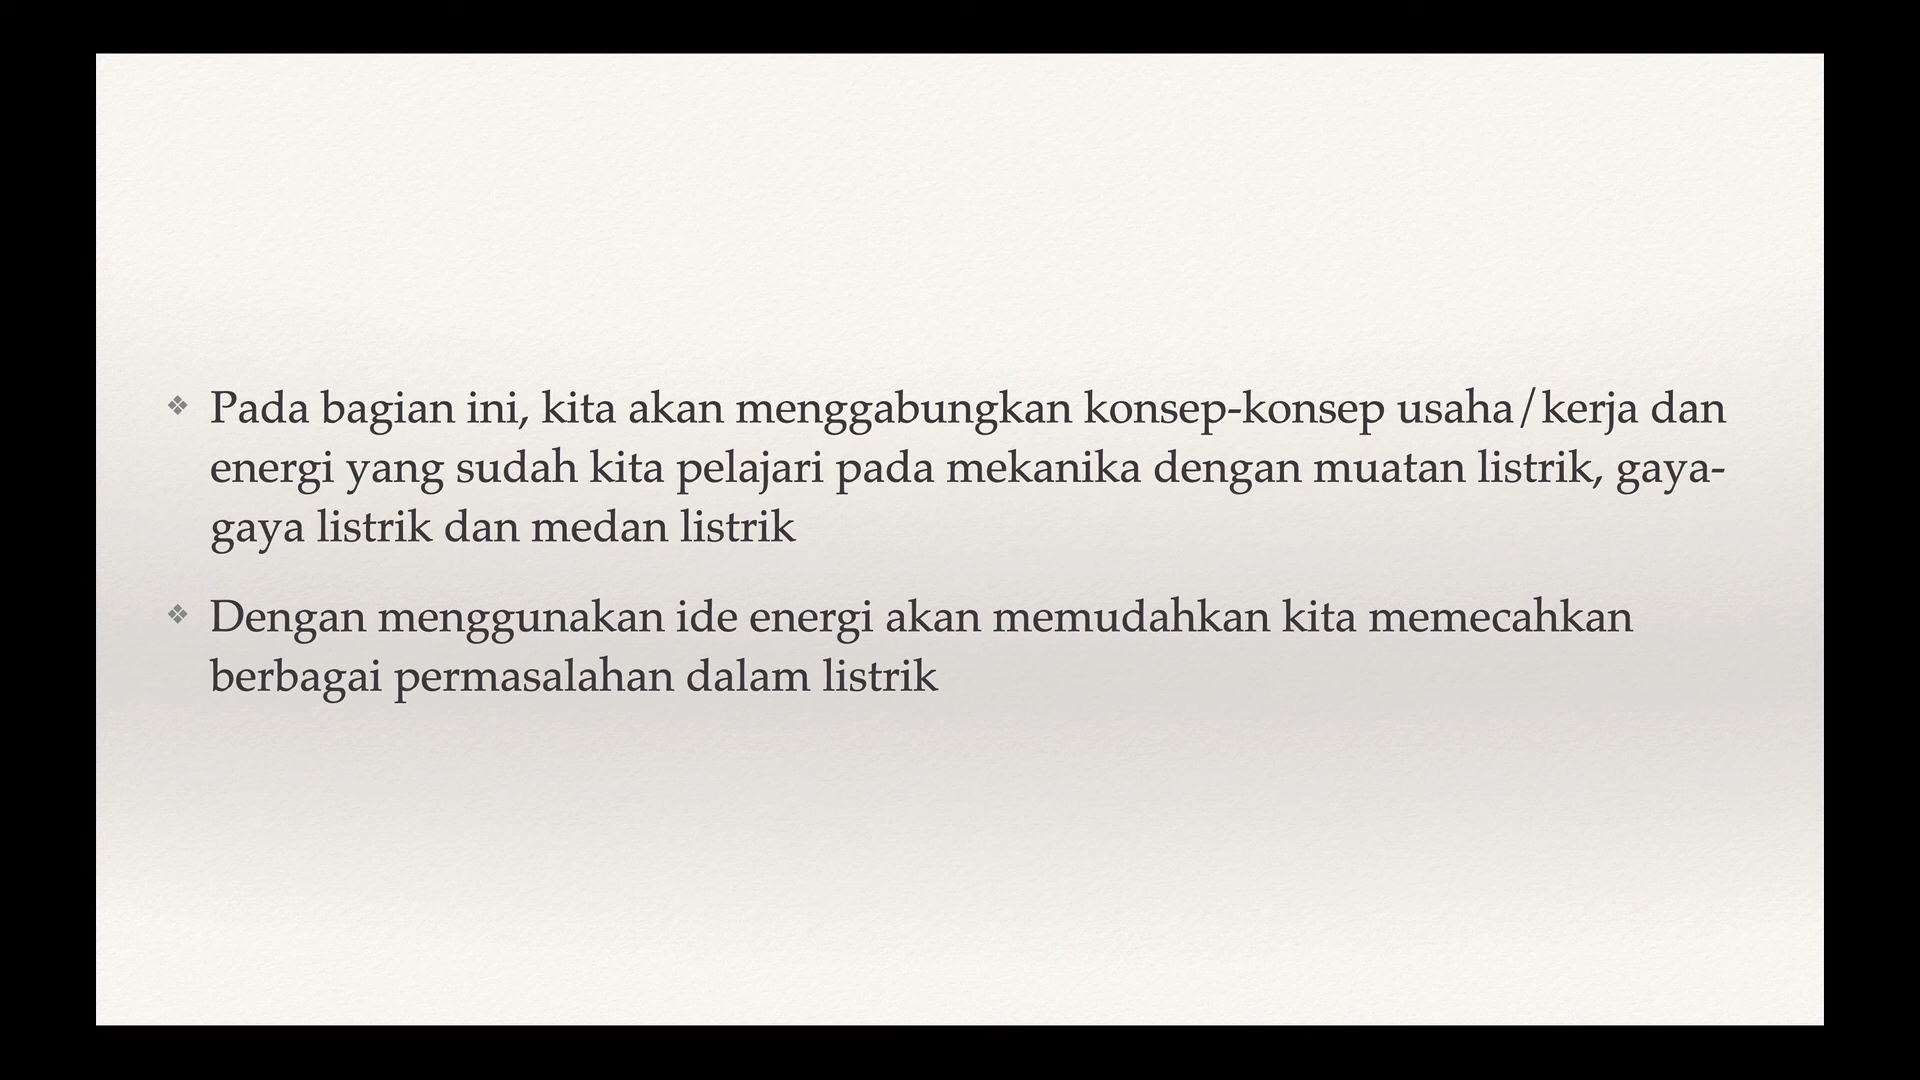 ❖ Pada bagian ini, kita akan menggabungkan konsep-konsep usaha/kerja dan
energi yang sudah kita pelajari pada mekanika dengan muatan listrik, gaya-
gaya listrik dan medan listrik
❖ Dengan menggunakan ide energi akan memudahkan kita memecahkan
berbagai permasalahan dalam listrik